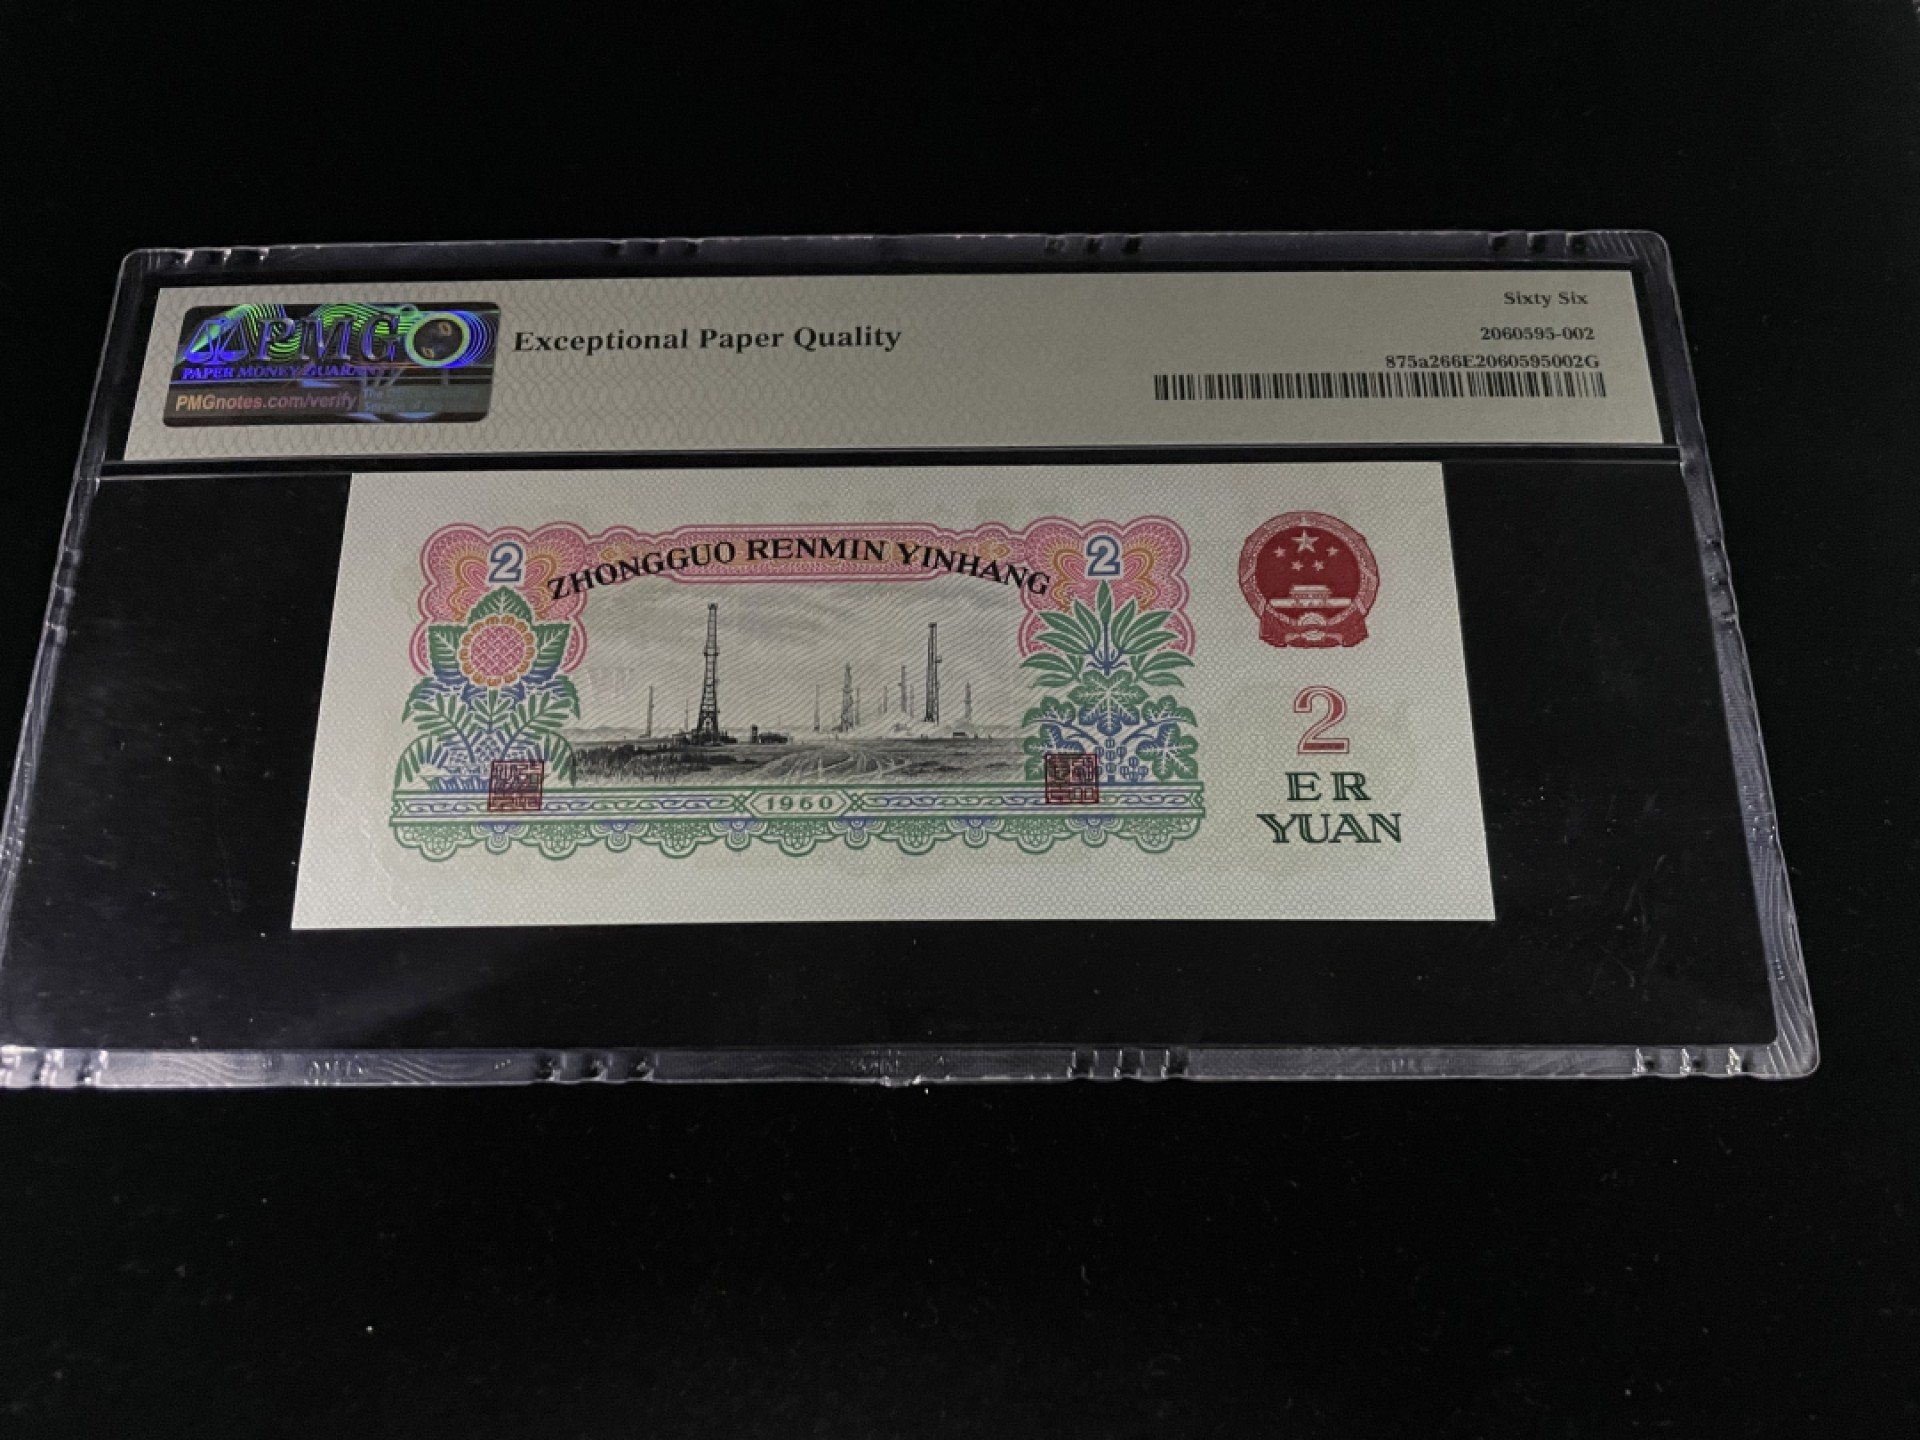 PMG
PAPER MONEY GUARANTY
PMGnotes.com/verify
Exceptional Paper Quality
Sixty Six
2060595-002
875a266E2060595002G
2
ZHONGGUO RENMIN YINHANG
2
1960
2
ER
YUAN